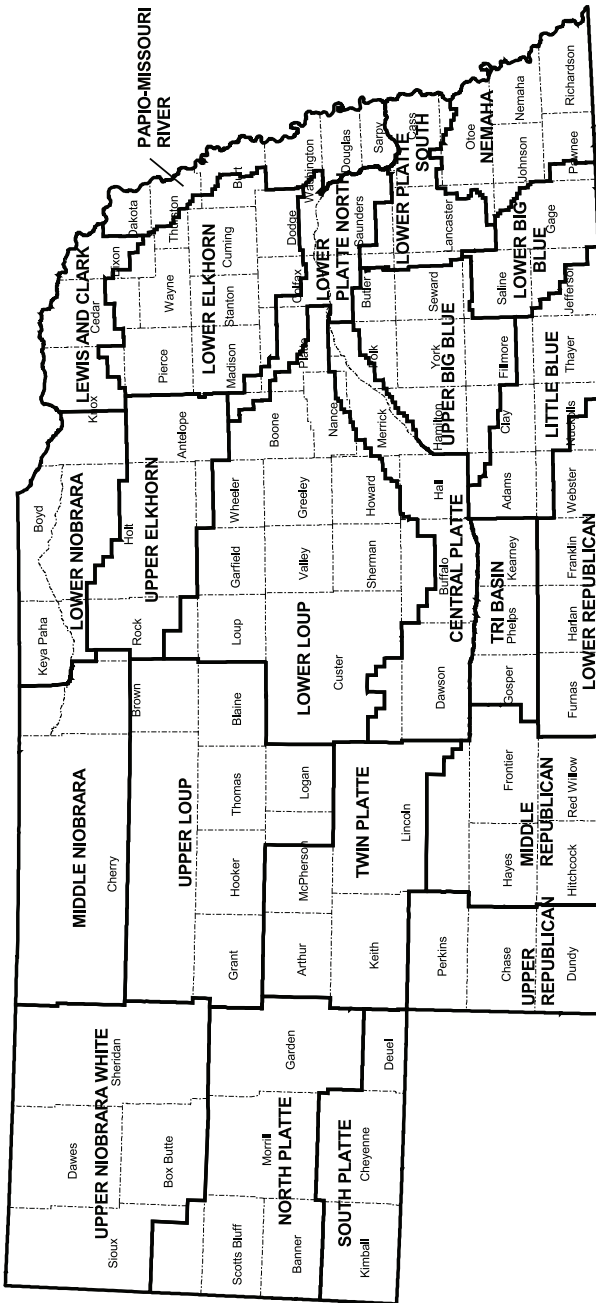 PAPIO-MISSOURI
RIVER
LEWIS AND CLARK
Knox
Cedar
Dixon
Dakota
Thurston
Burt
Washington
Douglas
Sarpy
Cass
LOWER ELKHORN
Pierce
Wayne
Madison
Stanton
Cuming
Colfax
Dodge
LOWER
PLATTE NORTH
Platte
Butler
Saunders
LOWER PLATTE
SOUTH
Lancaster
NEMAHA
Otoe
Johnson
Nemaha
Pawnee
Richardson
LOWER BIG
BLUE
Saline
Gage
Jefferson
UPPER BIG BLUE
Polk
York
Seward
Hamilton
Fillmore
LITTLE BLUE
Adams
Clay
Webster
Nuckolls
Thayer
LOWER NIOBRARA
Keya Paha
Boyd
Rock
Holt
UPPER ELKHORN
Antelope
LOWER LOUP
Loup
Garfield
Wheeler
Boone
Custer
Valley
Greeley
Nance
Sherman
Howard
Merrick
CENTRAL PLATTE
Dawson
Buffalo
Hall
TRI BASIN
Gosper
Phelps
Kearney
LOWER REPUBLICAN
Furnas
Harlan
Franklin
MIDDLE NIOBRARA
Cherry
Brown
UPPER LOUP
Grant
Hooker
Thomas
Blaine
Logan
McPherson
Arthur
TWIN PLATTE
Keith
Lincoln
MIDDLE
REPUBLICAN
Hayes
Frontier
Hitchcock
Red Willow
UPPER
REPUBLICAN
Perkins
Chase
Dundy
UPPER NIOBRARA WHITE
Sioux
Dawes
Sheridan
Box Butte
NORTH PLATTE
Scotts Bluff
Banner
Morrill
Garden
SOUTH PLATTE
Kimball
Cheyenne
Deuel